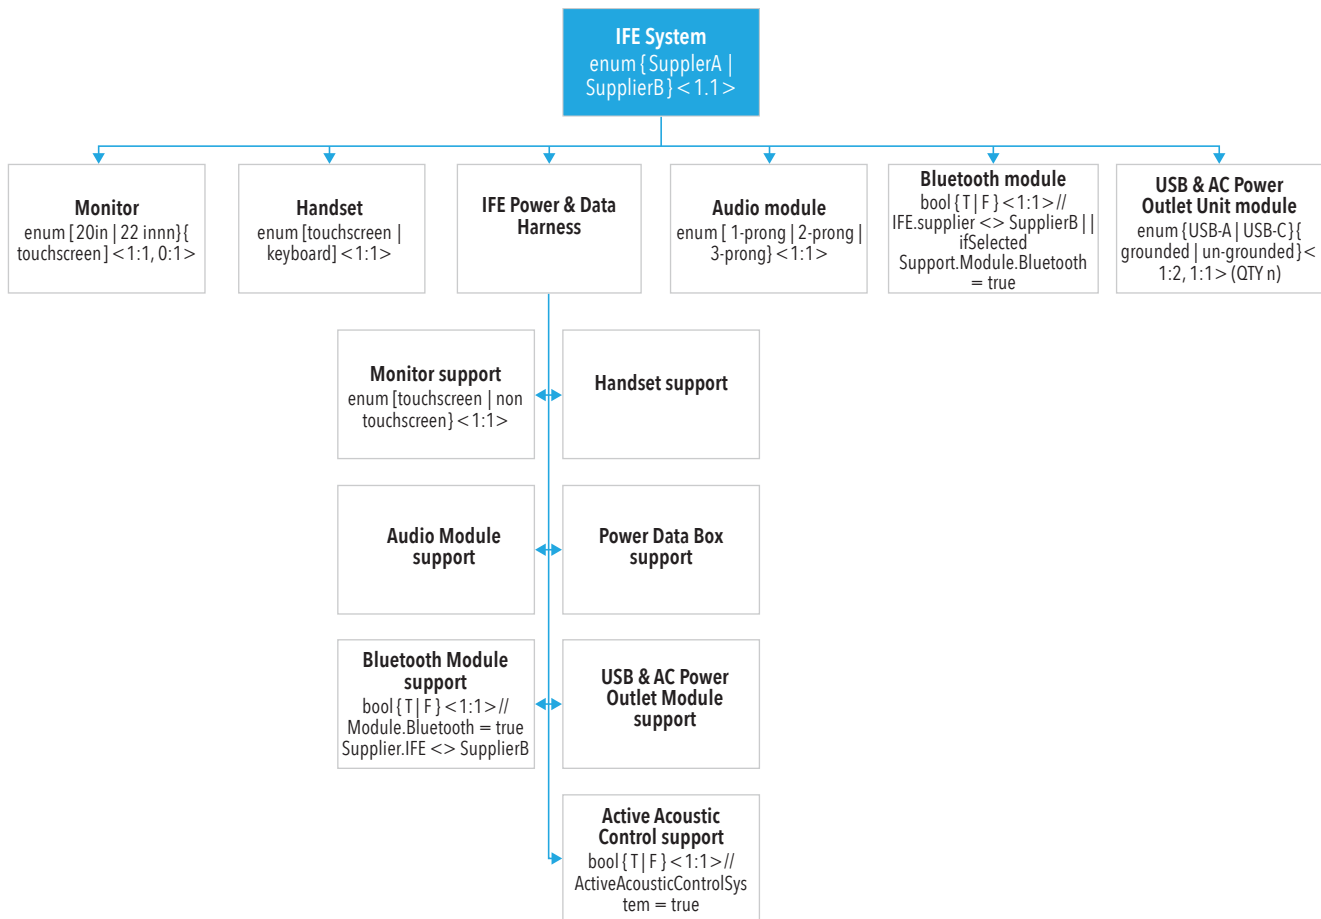 IFE System
enum { SupplerA |
SupplierB } < 1.1 >
Monitor
enum [ 20in | 22 innn} {
touchscreen ] < 1:1, 0:1 >
Handset
enum [touchscreen |
keyboard] < 1:1 >
IFE Power & Data
Harness
Audio module
enum [ 1-prong | 2-prong |
3-prong} < 1:1 >
Bluetooth module
bool { T | F } < 1:1 > //
IFE.supplier <> SupplierB ||
ifSelected
Support.Module.Bluetooth
= true
USB & AC Power
Outlet Unit module
enum {USB-A | USB-C} {
grounded | un-grounded } <
1:2, 1:1 > (QTY n)
Monitor support
enum [touchscreen | non
touchscreen } < 1:1 >
Handset support
Audio Module
support
Power Data Box
support
Bluetooth Module
support
bool { T | F } < 1:1 > //
Module.Bluetooth = true
Supplier.IFE <> SupplierB
USB & AC Power
Outlet Module
support
Active Acoustic
Control support
bool { T | F } < 1:1 > //
ActiveAcousticControlSys
tem = true